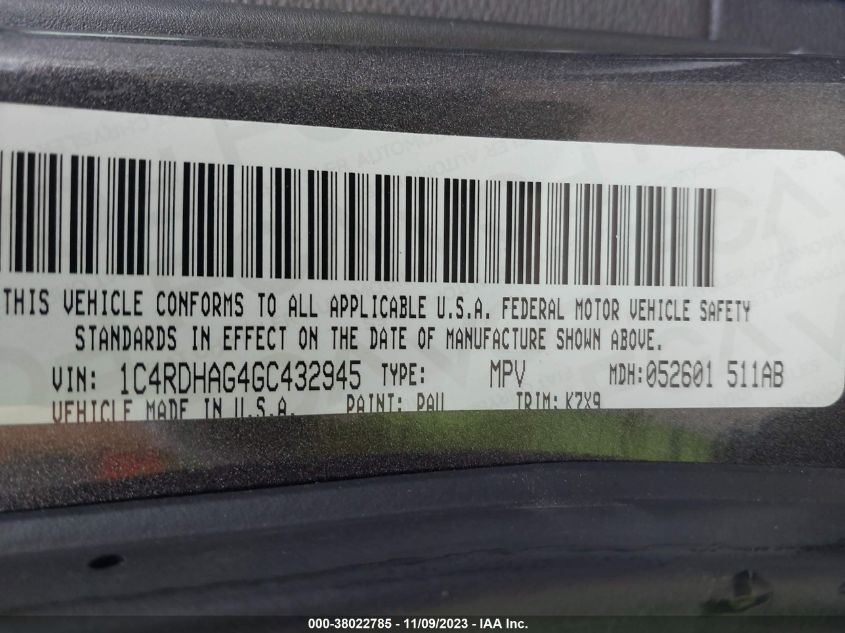 THIS VEHICLE CONFORMS TO ALL APPLICABLE U.S.A. FEDERAL MOTOR VEHICLE SAFETY
STANDARDS IN EFFECT ON THE DATE OF MANUFACTURE SHOWN ABOVE.
VIN: 1C4RDHAG4GC432945 TYPE: MPV MDH:052601 511AB
VEHICLE MADE IN U.S.A. PAINT: PAU TRIM: K7X9
000-38022785 - 11/09/2023 - IAA Inc.